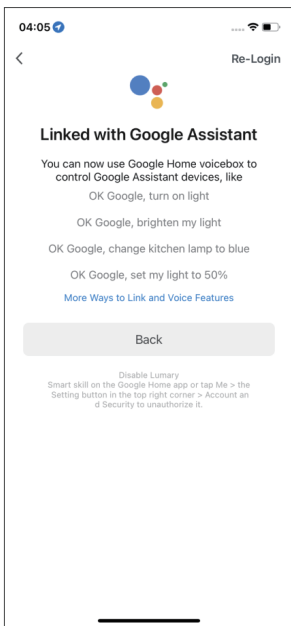 04:05
Re-Login
Linked with Google Assistant
You can now use Google Home voicebox to
control Google Assistant devices, like
OK Google, turn on light
OK Google, brighten my light
OK Google, change kitchen lamp to blue
OK Google, set my light to 50%
More Ways to Link and Voice Features
Back
Disable Lumary
Smart skill on the Google Home app or tap Me > the
Setting button in the top right corner > Account an
d Security to unauthorize it.